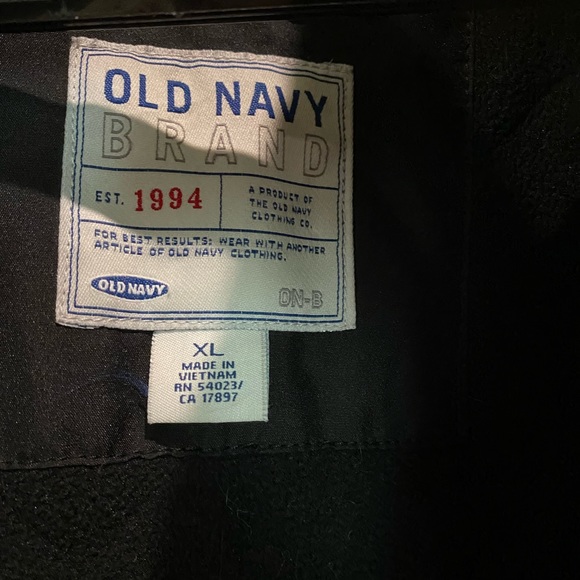 OLD NAVY
BRAND
EST. 1994
A PRODUCT OF
THE OLD NAVY
CLOTHING CO.
FOR BEST RESULTS: WEAR WITH ANOTHER
ARTICLE OF OLD NAVY CLOTHING.
OLD NAVY
ON-B
XL
MADE IN
VIETNAM
RN 54023/
CA 17897